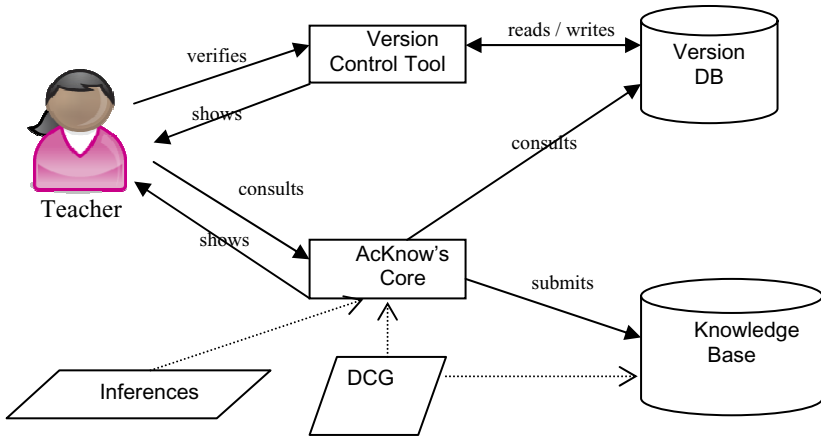 verifies
Version
Control Tool
reads / writes
Version
DB
shows
consults
Teacher
consults
shows
AcKnow's
Core
submits
Knowledge
Base
Inferences
DCG